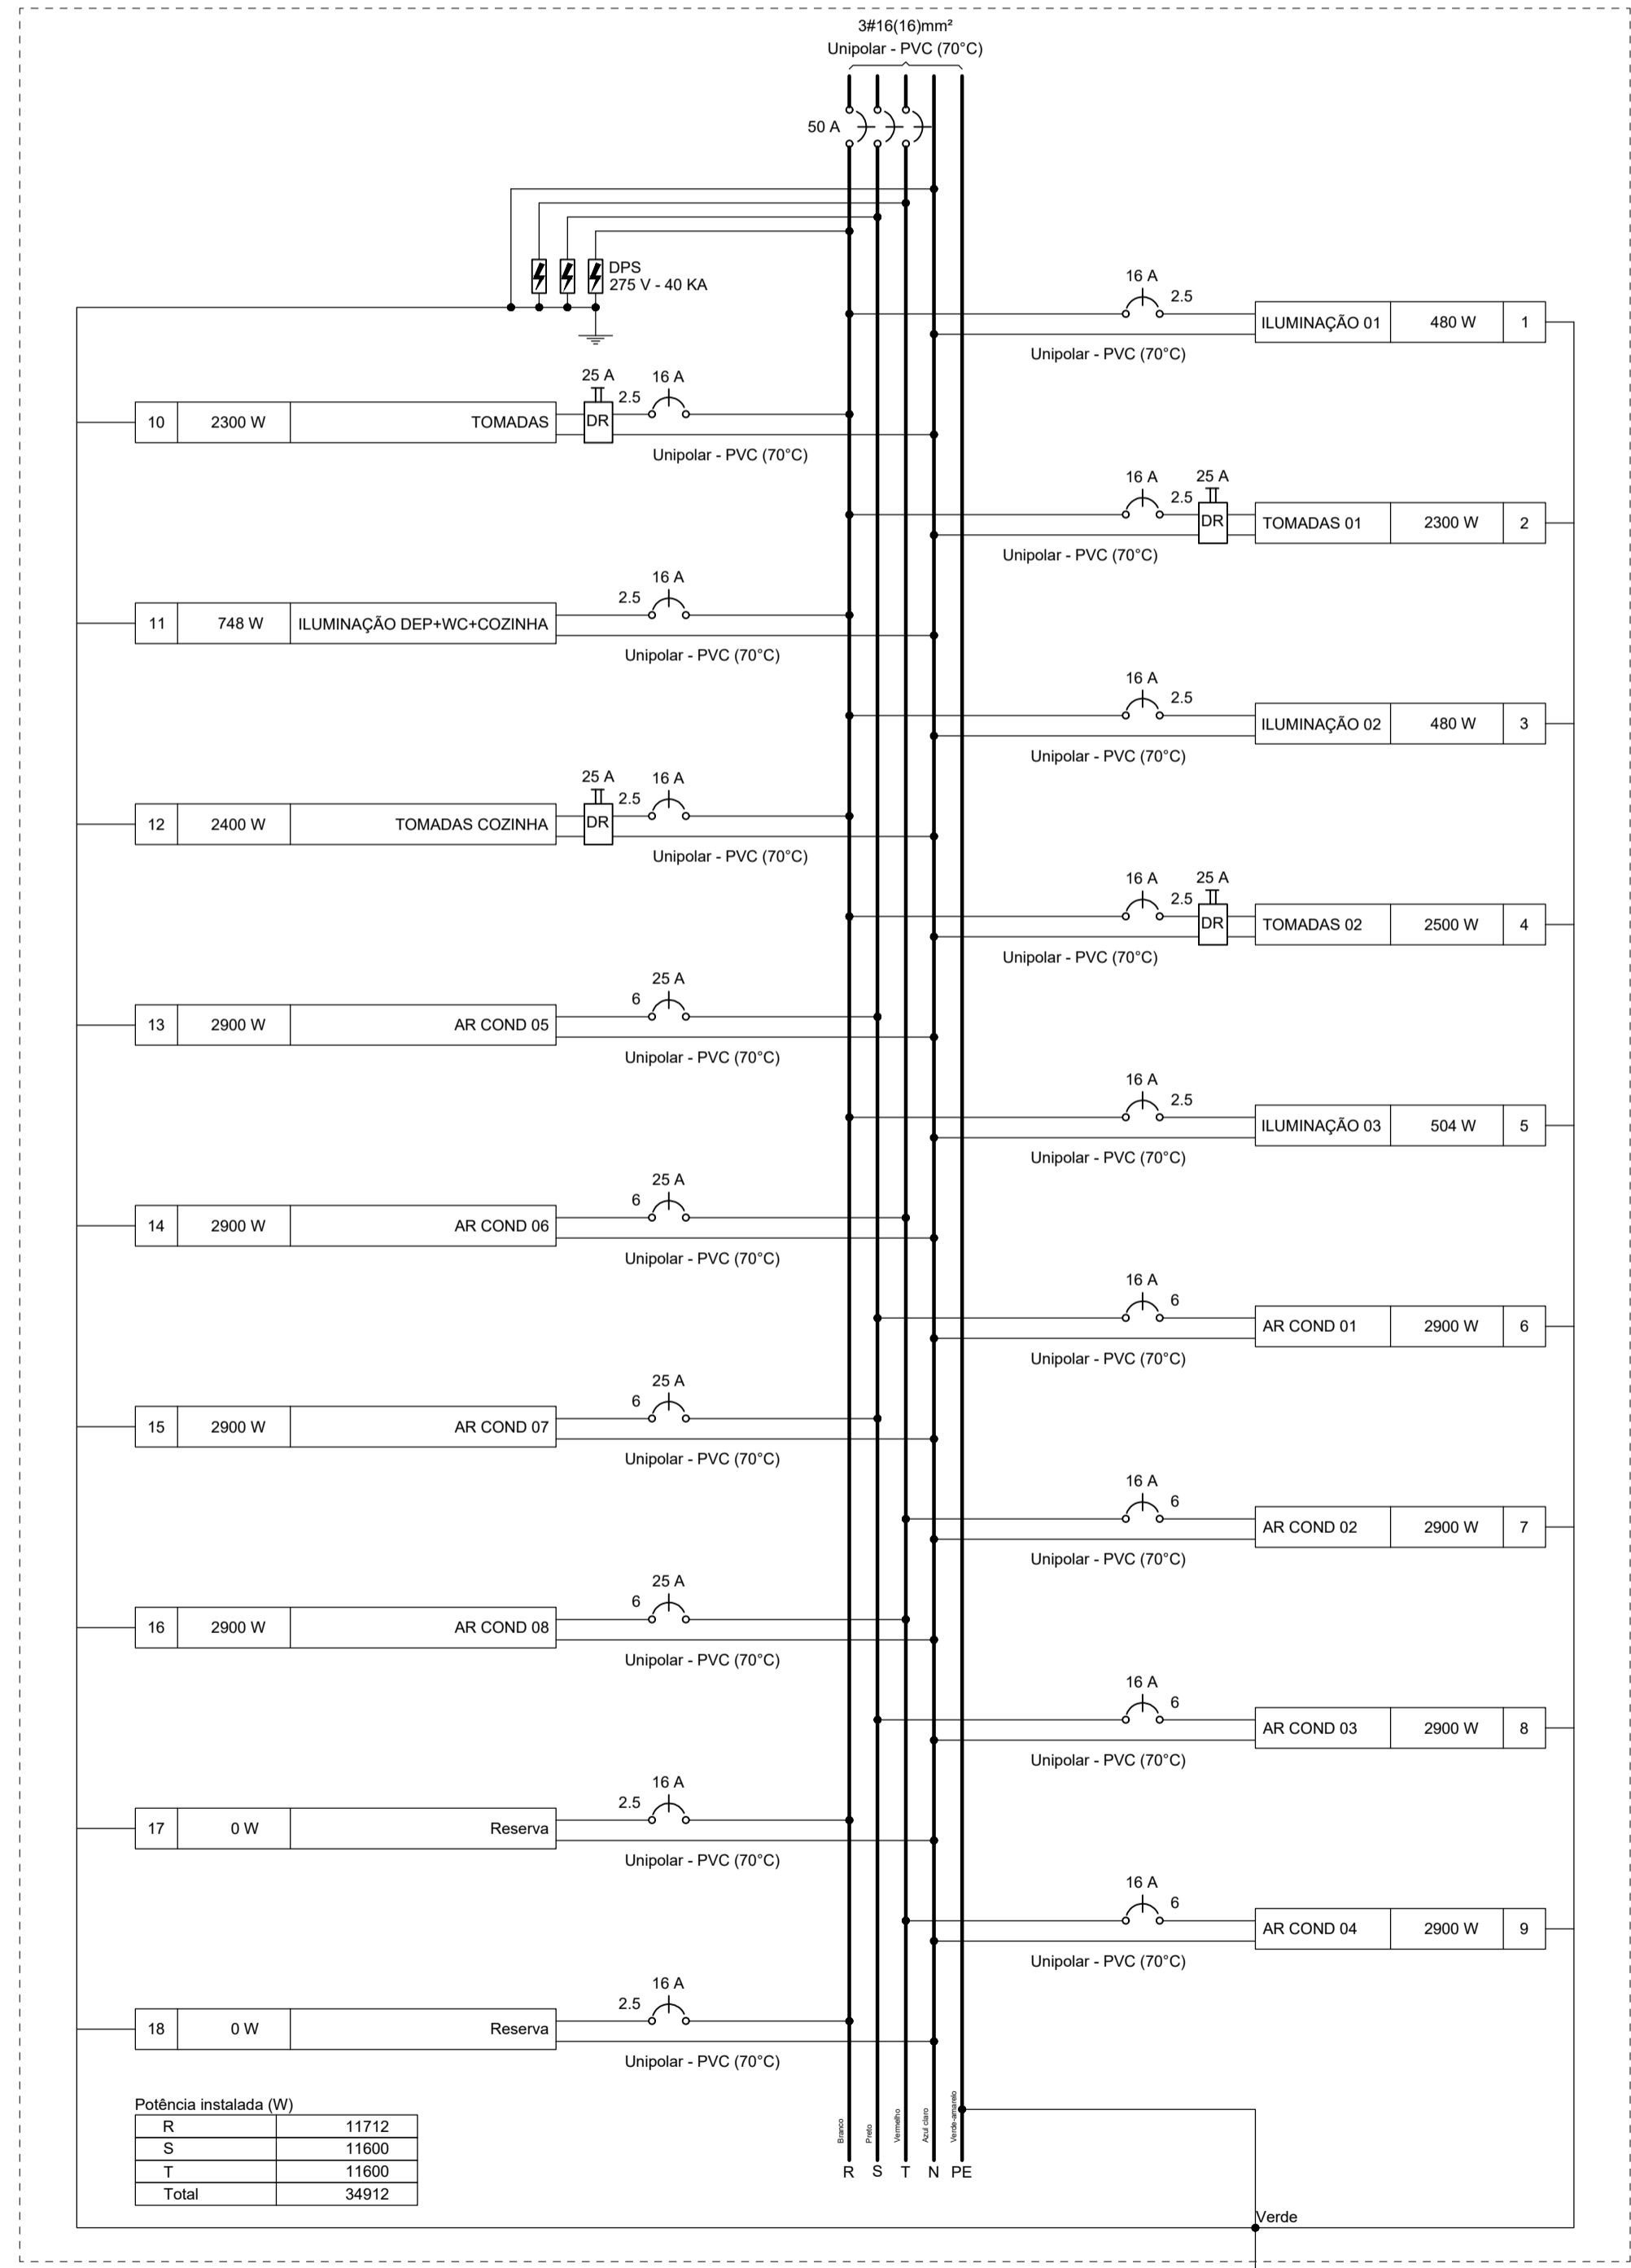 3#16(16)mm²
Unipolar - PVC (70°C)
50 A
DPS
275 V - 40 KA
16 A
2.5
ILUMINAÇÃO 01 480 W 1
Unipolar - PVC (70°C)
25 A
16 A
2.5
10 2300 W TOMADAS DR
Unipolar - PVC (70°C)
16 A
25 A
2.5
DR TOMADAS 01 2300 W 2
Unipolar - PVC (70°C)
16 A
2.5
11 748 W ILUMINAÇÃO DEP+WC+COZINHA
Unipolar - PVC (70°C)
16 A
2.5
ILUMINAÇÃO 02 480 W 3
Unipolar - PVC (70°C)
25 A
16 A
2.5
12 2400 W TOMADAS COZINHA DR
Unipolar - PVC (70°C)
16 A
25 A
2.5
DR TOMADAS 02 2500 W 4
Unipolar - PVC (70°C)
25 A
6
13 2900 W AR COND 05
Unipolar - PVC (70°C)
16 A
2.5
ILUMINAÇÃO 03 504 W 5
Unipolar - PVC (70°C)
25 A
6
14 2900 W AR COND 06
Unipolar - PVC (70°C)
16 A
6
AR COND 01 2900 W 6
Unipolar - PVC (70°C)
25 A
6
15 2900 W AR COND 07
Unipolar - PVC (70°C)
16 A
6
AR COND 02 2900 W 7
Unipolar - PVC (70°C)
25 A
6
16 2900 W AR COND 08
Unipolar - PVC (70°C)
16 A
6
AR COND 03 2900 W 8
Unipolar - PVC (70°C)
16 A
2.5
17 0 W Reserva
Unipolar - PVC (70°C)
16 A
6
AR COND 04 2900 W 9
Unipolar - PVC (70°C)
16 A
2.5
18 0 W Reserva
Unipolar - PVC (70°C)
Potência instalada (W)
R 11712
S 11600
T 11600
Total 34912
Branco
Preto
Vermelho
Azul claro
Verde-amarelo
R S T N PE
Verde